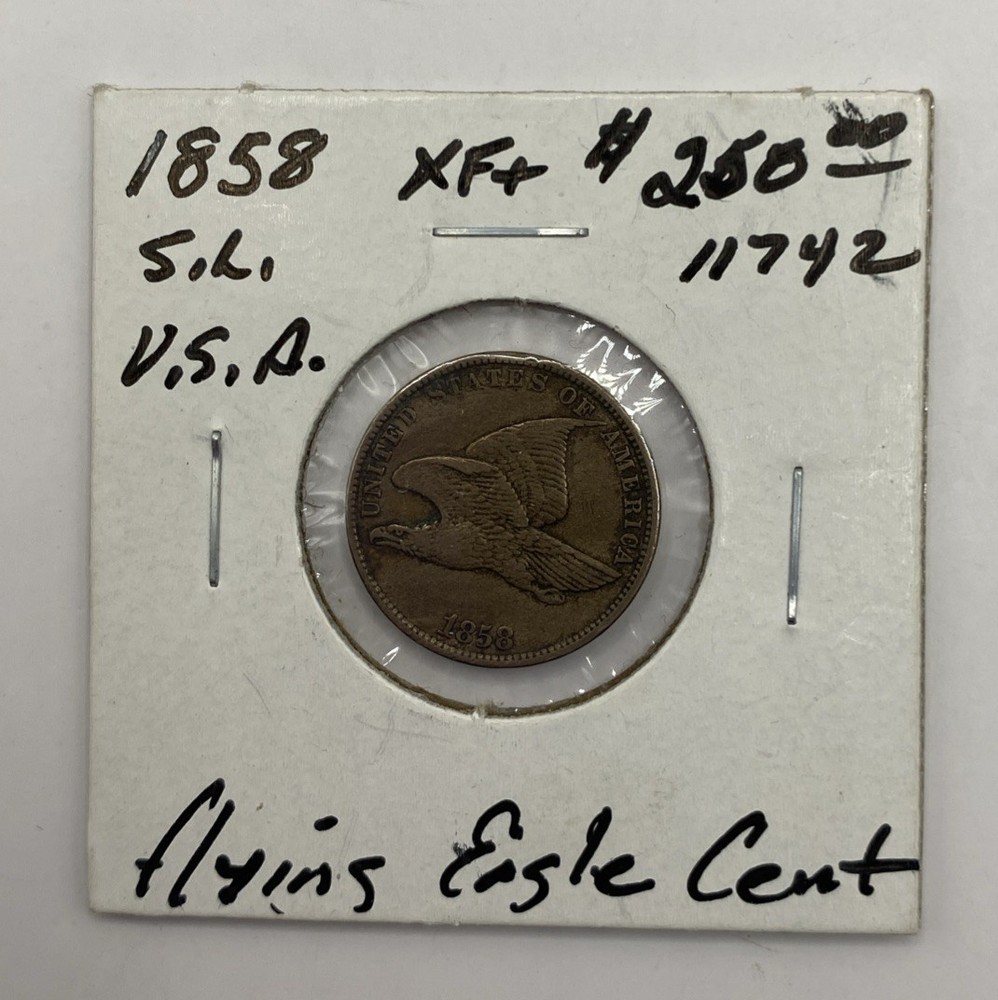 1858 XF+ $250 00
S.L. 11742
U.S.A.
UNITED STATES OF AMERICA
1858
Flying Eagle Cent